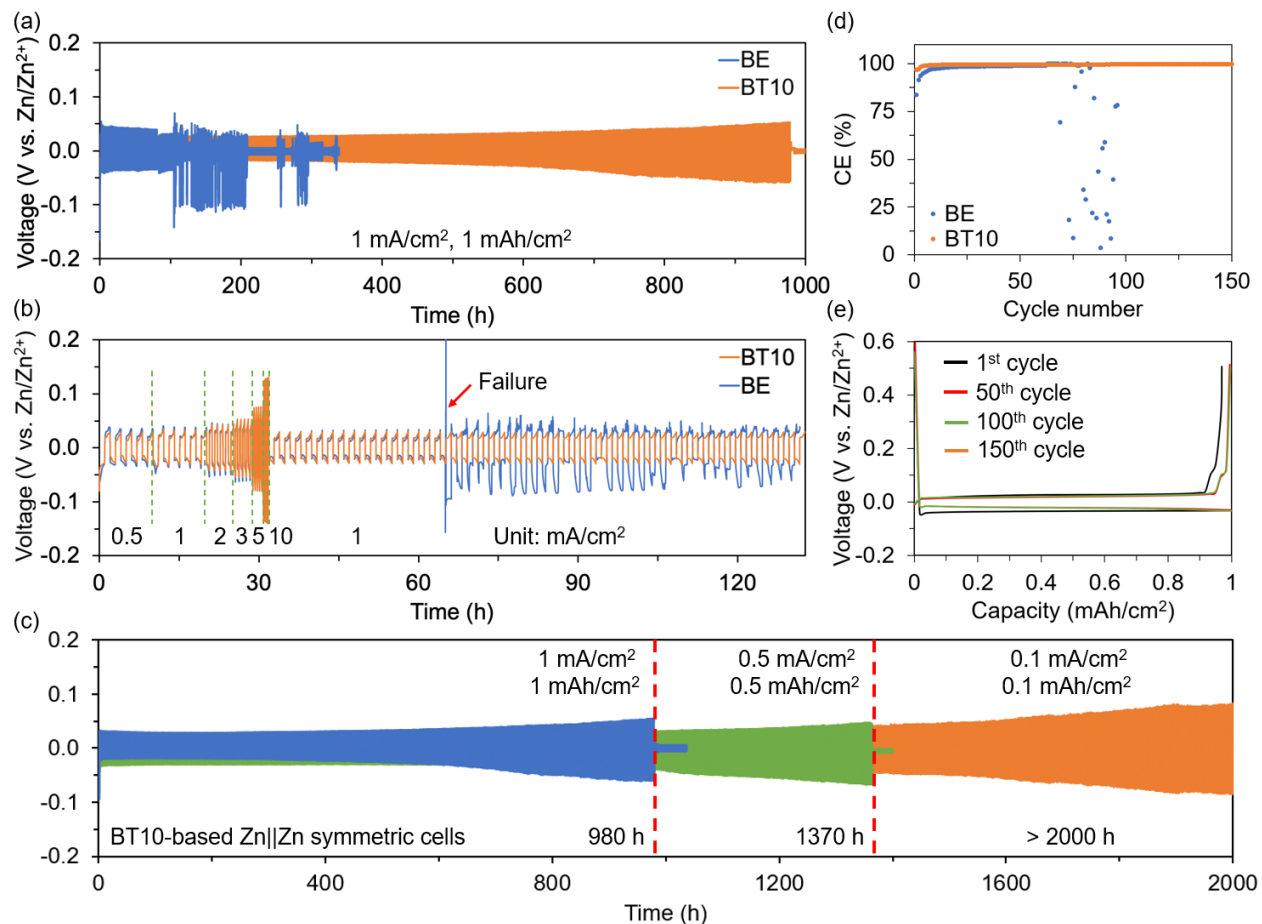 (a)
0.2
0.1
0.0
-0.1
-0.2
Voltage (V vs. Zn/Zn²⁺)
BE
BT10
1 mA/cm², 1 mAh/cm²
0
200
400
600
800
1000
Time (h)
(d)
100
75
50
25
0
CE (%)
BE
BT10
0
50
100
150
Cycle number
(b)
0.2
0.1
0.0
-0.1
-0.2
Voltage (V vs. Zn/Zn²⁺)
BT10
BE
Failure
0.5
1
2
3
5
10
1
Unit: mA/cm²
0
30
60
90
120
Time (h)
(e)
0.6
0.4
0.2
0.0
-0.2
Voltage (V vs. Zn/Zn²⁺)
1st cycle
50th cycle
100th cycle
150th cycle
0
0.2
0.4
0.6
0.8
1
Capacity (mAh/cm²)
(c)
0.2
0.1
0.0
-0.1
-0.2
Voltage (V vs. Zn/Zn²⁺)
1 mA/cm²
1 mAh/cm²
0.5 mA/cm²
0.5 mAh/cm²
0.1 mA/cm²
0.1 mAh/cm²
BT10-based Zn||Zn symmetric cells
980 h
1370 h
> 2000 h
0
400
800
1200
1600
2000
Time (h)